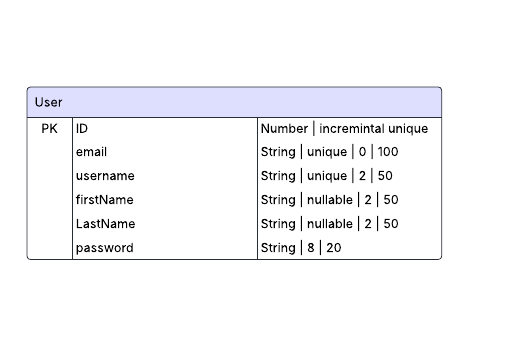 User
PK ID Number | incremintal unique
email String | unique | 0 | 100
username String | unique | 2 | 50
firstName String | nullable | 2 | 50
LastName String | nullable | 2 | 50
password String | 8 | 20